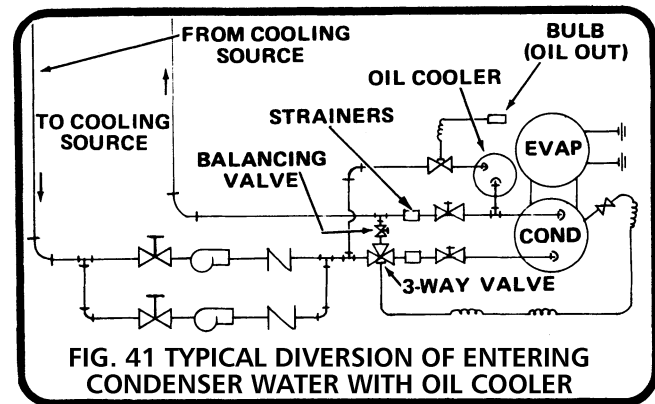 FROM COOLING
SOURCE
BULB
(OIL OUT)
OIL COOLER
TO COOLING
SOURCE
STRAINERS
EVAP
BALANCING
VALVE
COND
3-WAY VALVE
FIG. 41 TYPICAL DIVERSION OF ENTERING
CONDENSER WATER WITH OIL COOLER